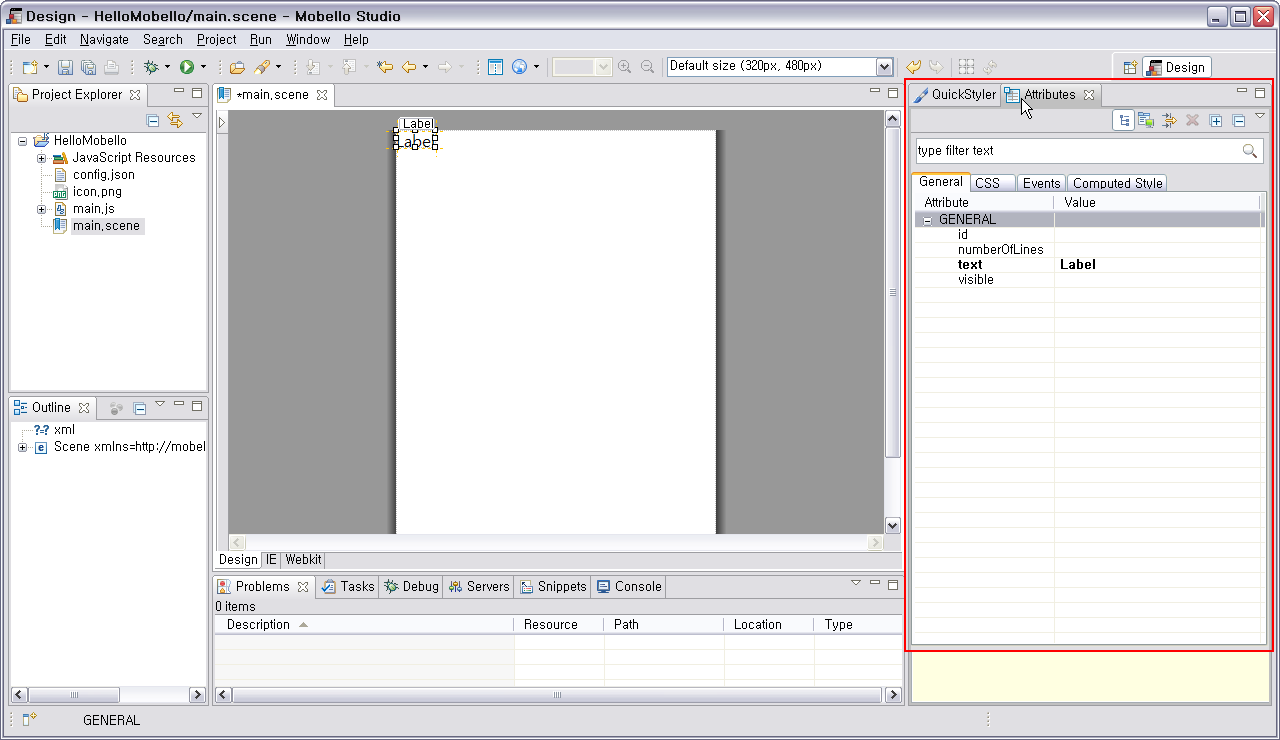 Design - HelloMobello/main.scene - Mobello Studio
File Edit Navigate Search Project Run Window Help
Default size (320px, 480px)
Design
Project Explorer
HelloMobello
JavaScript Resources
config.json
icon.png
main.js
main.scene
Outline
xml
Scene xmlns=http://mobel
*main.scene
Label
Label
Design IE Webkit
Problems Tasks Debug Servers Snippets Console
0 items
Description Resource Path Location Type
QuickStyler Attributes
type filter text
General CSS Events Computed Style
Attribute Value
GENERAL
id
numberOfLines
text Label
visible
GENERAL